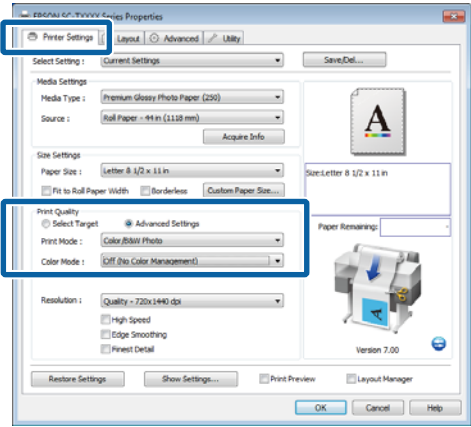 EPSON SC-TXXXX Series Properties
Printer Settings Layout Advanced Utility
Select Setting : Current Settings Save/Del...
Media Settings
Media Type : Premium Glossy Photo Paper (250)
Source : Roll Paper - 44 in (1118 mm)
Acquire Info
Size Settings
Paper Size : Letter 8 1/2 x 11 in
Fit to Roll Paper Width Borderless Custom Paper Size...
A
Size:Letter 8 1/2 x 11 in
Print Quality
Select Target Advanced Settings
Paper Remaining:
Print Mode : Color/B&W Photo
Color Mode : Off (No Color Management)
Resolution : Quality - 720x1440 dpi
High Speed
Edge Smoothing
Finest Detail
A
Version 7.00
Restore Settings Show Settings... Print Preview Layout Manager
OK Cancel Help